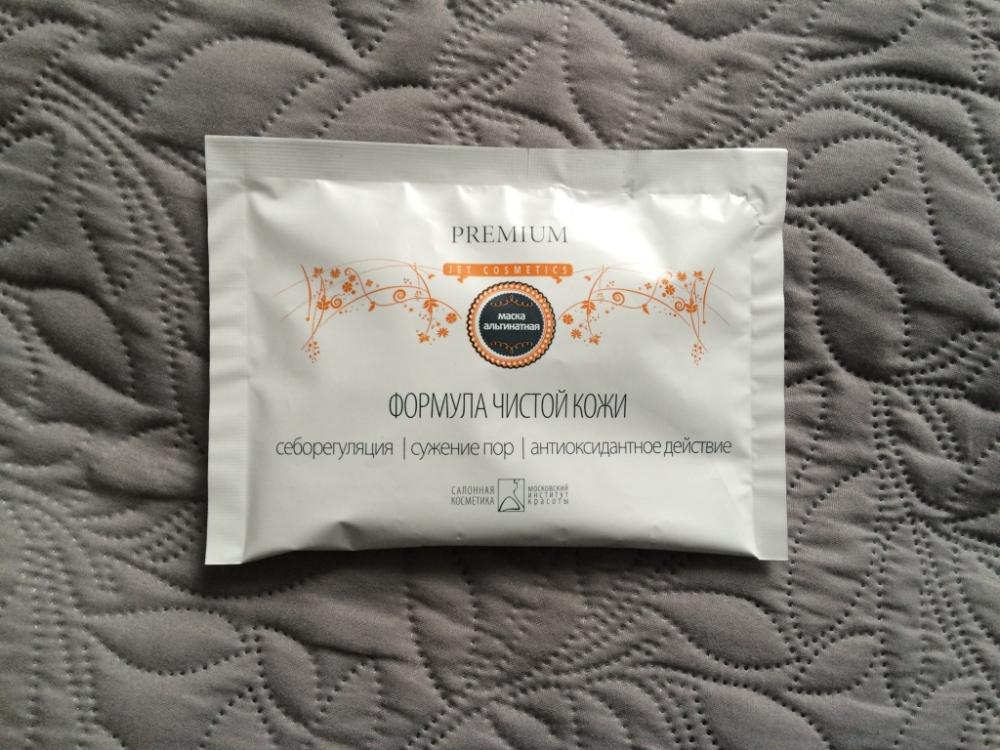 PREMIUM
JET COSMETICS
маска
альгинатная
ФОРМУЛА ЧИСТОЙ КОЖИ
себорегуляция | сужение пор | антиоксидантное действие
САЛОННАЯ
КОСМЕТИКА
МОСКОВСКИЙ
ИНСТИТУТ
красоты